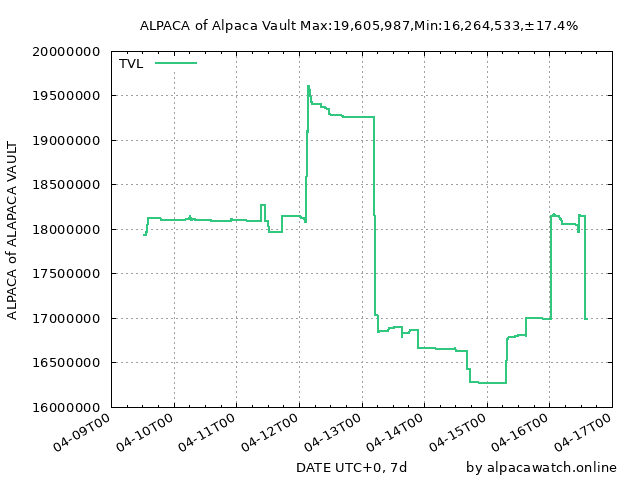 ALPACA of Alpaca Vault Max:19,605,987,Min:16,264,533,±17.4%
TVL
ALPACA of ALAPACA VAULT
20000000
19500000
19000000
18500000
18000000
17500000
17000000
16500000
16000000
04-09T00
04-10T00
04-11T00
04-12T00
04-13T00
04-14T00
04-15T00
04-16T00
04-17T00
DATE UTC+0, 7d
by alpacawatch.online